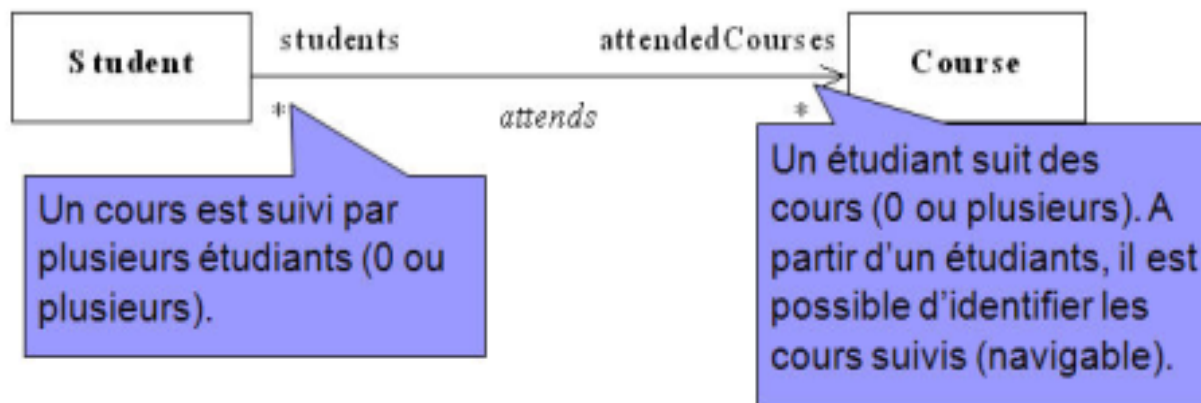 students attendedCourses
Student Course
* attends *
Un cours est suivi par
plusieurs étudiants (0 ou
plusieurs).
Un étudiant suit des
cours (0 ou plusieurs). A
partir d'un étudiants, il est
possible d'identifier les
cours suivis (navigable).